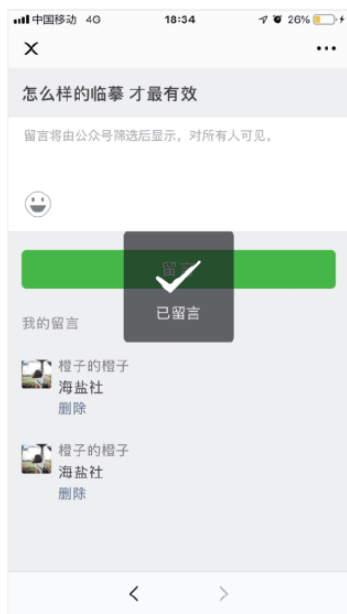 中国移动 4G 18:34 26%
怎么样的临摹 才最有效
留言将由公众号筛选后显示，对所有人可见。
留言
已留言
我的留言
橙子的橙子
海盐社
删除
橙子的橙子
海盐社
删除